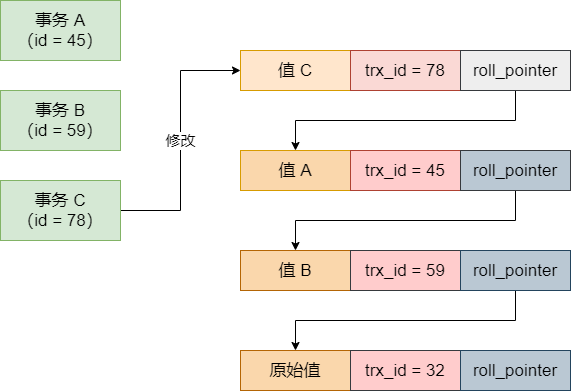 事务 A
（id = 45）
事务 B
（id = 59）
事务 C
（id = 78）
修改
值 C trx_id = 78 roll_pointer
值 A trx_id = 45 roll_pointer
值 B trx_id = 59 roll_pointer
原始值 trx_id = 32 roll_pointer